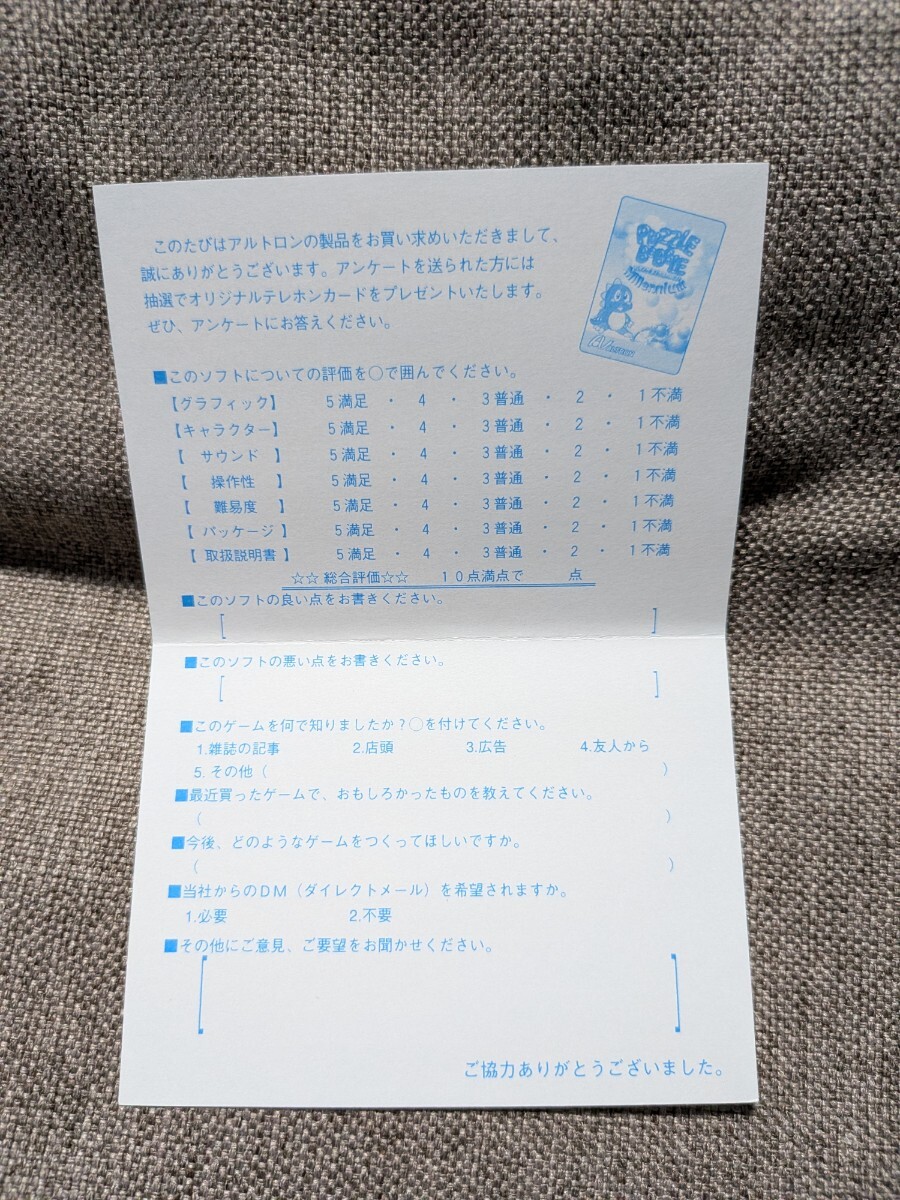 このたびはアルトロンの製品をお買い求めいただきまして、
誠にありがとうございます。アンケートを送られた方には
抽選でオリジナルテレホンカードをプレゼントいたします。
ぜひ、アンケートにお答えください。
PUZZLE
BOBBLE
Millennium
■このソフトについての評価を○で囲んでください。
【グラフィック】 5満足 ・ 4 ・ 3普通 ・ 2 ・ 1不満
【キャラクター】 5満足 ・ 4 ・ 3普通 ・ 2 ・ 1不満
【 サウンド 】 5満足 ・ 4 ・ 3普通 ・ 2 ・ 1不満
【 操作性 】 5満足 ・ 4 ・ 3普通 ・ 2 ・ 1不満
【 難易度 】 5満足 ・ 4 ・ 3普通 ・ 2 ・ 1不満
【 パッケージ 】 5満足 ・ 4 ・ 3普通 ・ 2 ・ 1不満
【 取扱説明書 】 5満足 ・ 4 ・ 3普通 ・ 2 ・ 1不満
☆☆ 総合評価☆☆ 10点満点で 点
■このソフトの良い点をお書きください。
[ ]
■このソフトの悪い点をお書きください。
[ ]
■このゲームを何で知りましたか？○を付けてください。
1.雑誌の記事 2.店頭 3.広告 4.友人から
5.その他（ ）
■最近買ったゲームで、おもしろかったものを教えてください。
（ ）
■今後、どのようなゲームをつくってほしいですか。
（ ）
■当社からのDM（ダイレクトメール）を希望されますか。
1.必要 2.不要
■その他にご意見、ご要望をお聞かせください。
[ ]
ご協力ありがとうございました。